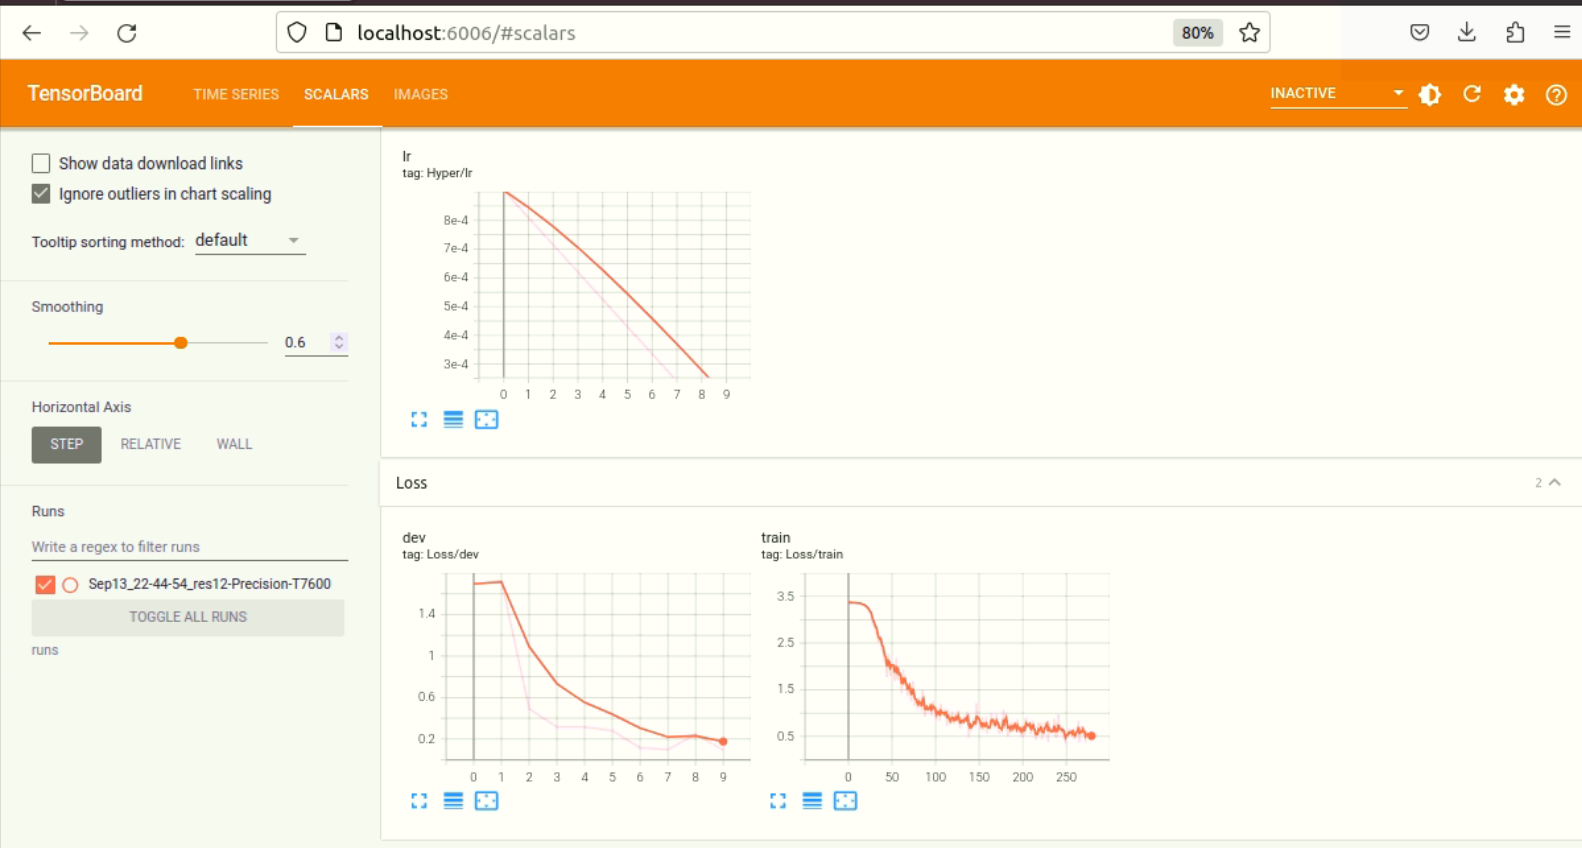 localhost:6006/#scalars
80%
TensorBoard
TIME SERIES
SCALARS
IMAGES
INACTIVE
Show data download links
Ignore outliers in chart scaling
Tooltip sorting method: default
Smoothing
0.6
Horizontal Axis
STEP RELATIVE WALL
Runs
Write a regex to filter runs
Sep13_22-44-54_res12-Precision-T7600
TOGGLE ALL RUNS
runs
lr
tag: Hyper/lr
8e-4
7e-4
6e-4
5e-4
4e-4
3e-4
0 1 2 3 4 5 6 7 8 9
Loss
2
dev
tag: Loss/dev
1.4
1
0.6
0.2
0 1 2 3 4 5 6 7 8 9
train
tag: Loss/train
3.5
2.5
1.5
0.5
0 50 100 150 200 250